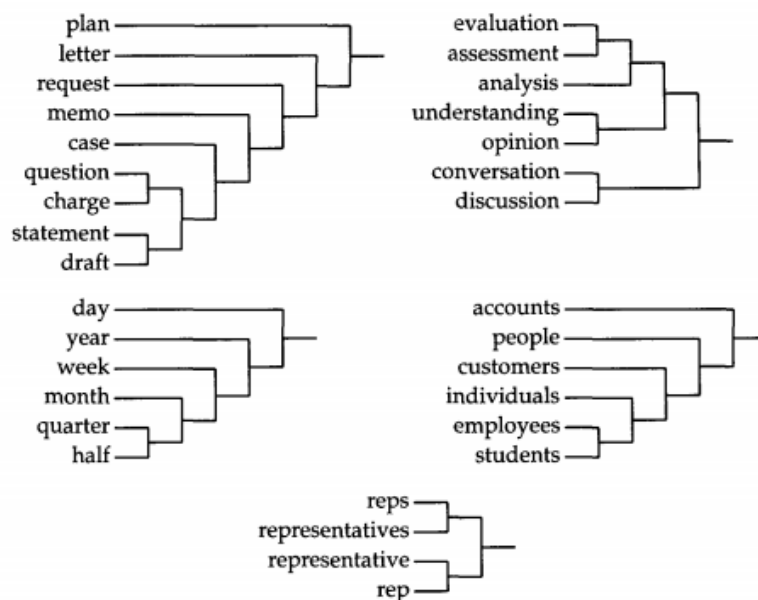 plan
letter
request
memo
case
question
charge
statement
draft
evaluation
assessment
analysis
understanding
opinion
conversation
discussion
day
year
week
month
quarter
half
accounts
people
customers
individuals
employees
students
reps
representatives
representative
rep